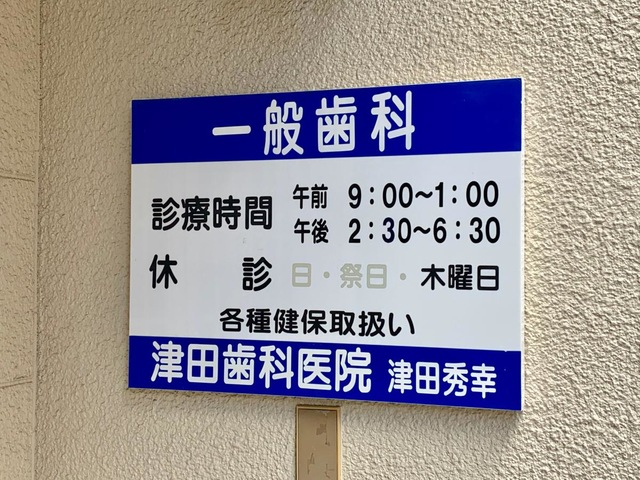 一般歯科
診療時間 午前 9:00～1:00
午後 2:30～6:30
休診 日・祭日・木曜日
各種健保取扱い
津田歯科医院 津田秀幸